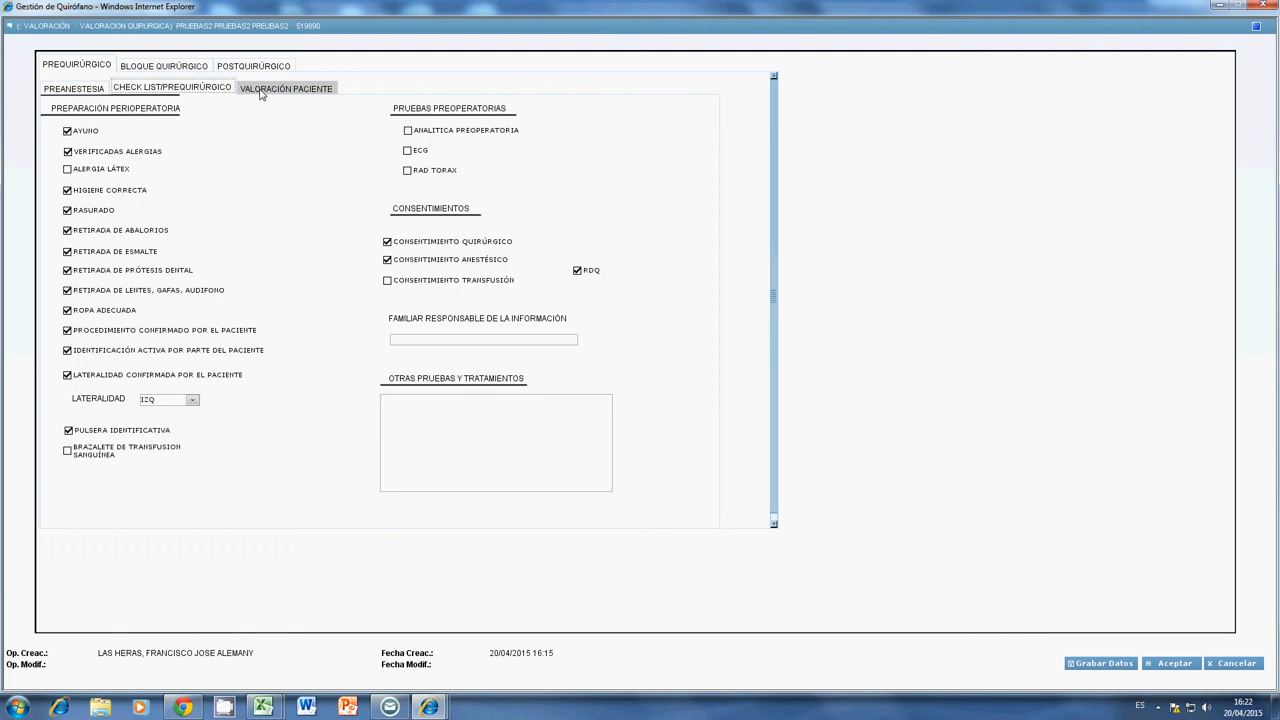 Gestión de Quirófano - Windows Internet Explorer
(: VALORACIÓN : VALORACION QUIRURGICA) PRUEBAS2 PRUEBAS2 PREUBAS2 519890
PREQUIRÚRGICO BLOQUE QUIRÚRGICO POSTQUIRÚRGICO
PREANESTESIA CHECK LIST/PREQUIRÚRGICO VALORACIÓN PACIENTE
PREPARACIÓN PERIOPERATORIA
AYUNO
VERIFICADAS ALERGIAS
ALERGIA LÁTEX
HIGIENE CORRECTA
RASURADO
RETIRADA DE ABALORIOS
RETIRADA DE ESMALTE
RETIRADA DE PRÓTESIS DENTAL
RETIRADA DE LENTES, GAFAS, AUDIFONO
ROPA ADECUADA
PROCEDIMIENTO CONFIRMADO POR EL PACIENTE
IDENTIFICACIÓN ACTIVA POR PARTE DEL PACIENTE
LATERALIDAD CONFIRMADA POR EL PACIENTE
LATERALIDAD IZQ
PULSERA IDENTIFICATIVA
BRAZALETE DE TRANSFUSION
SANGUÍNEA
PRUEBAS PREOPERATORIAS
ANALITICA PREOPERATORIA
ECG
RAD TORAX
CONSENTIMIENTOS
CONSENTIMIENTO QUIRÚRGICO
CONSENTIMIENTO ANESTÉSICO
RDQ
CONSENTIMIENTO TRANSFUSIÓN
FAMILIAR RESPONSABLE DE LA INFORMACIÓN
OTRAS PRUEBAS Y TRATAMIENTOS
Op. Creac.: LAS HERAS, FRANCISCO JOSE ALEMANY Fecha Creac.: 20/04/2015 16:15
Op. Modif.: Fecha Modif.:
Grabar Datos Aceptar Cancelar
ES 16:22
20/04/2015